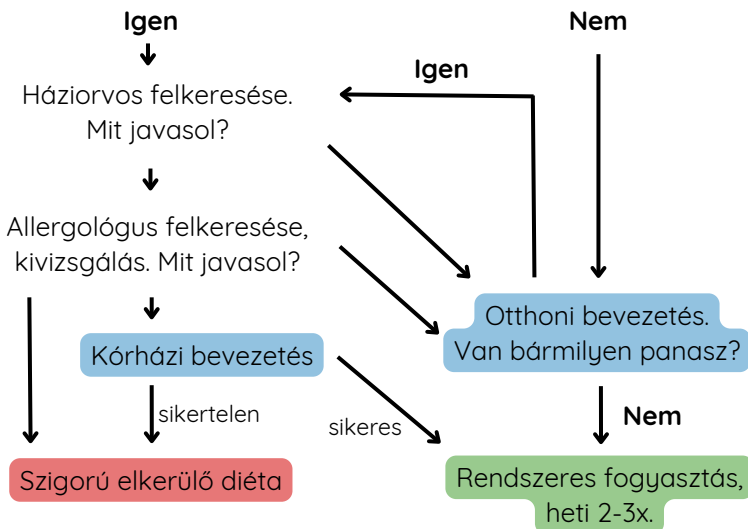 Igen
Nem
Igen
Háziorvos felkeresése.
Mit javasol?
Allergológus felkeresése,
kivizsgálás. Mit javasol?
Otthoni bevezetés.
Van bármilyen panasz?
Kórházi bevezetés
sikertelen
sikeres
Nem
Szigorú elkerülő diéta
Rendszeres fogyasztás,
heti 2-3x.